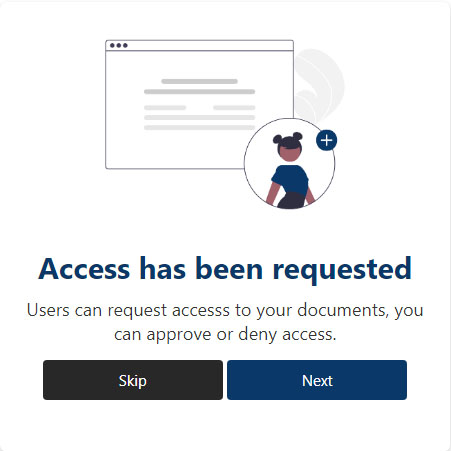 Access has been requested
Users can request accesss to your documents, you
can approve or deny access.
Skip
Next